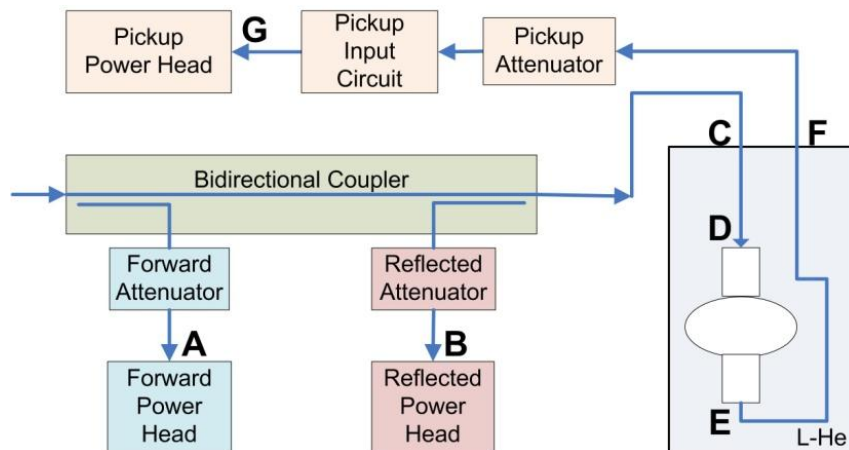 Pickup
Power Head
G
Pickup
Input
Circuit
Pickup
Attenuator
C
F
Bidirectional Coupler
D
Forward
Attenuator
Reflected
Attenuator
A
B
Forward
Power
Head
Reflected
Power
Head
E
L-He